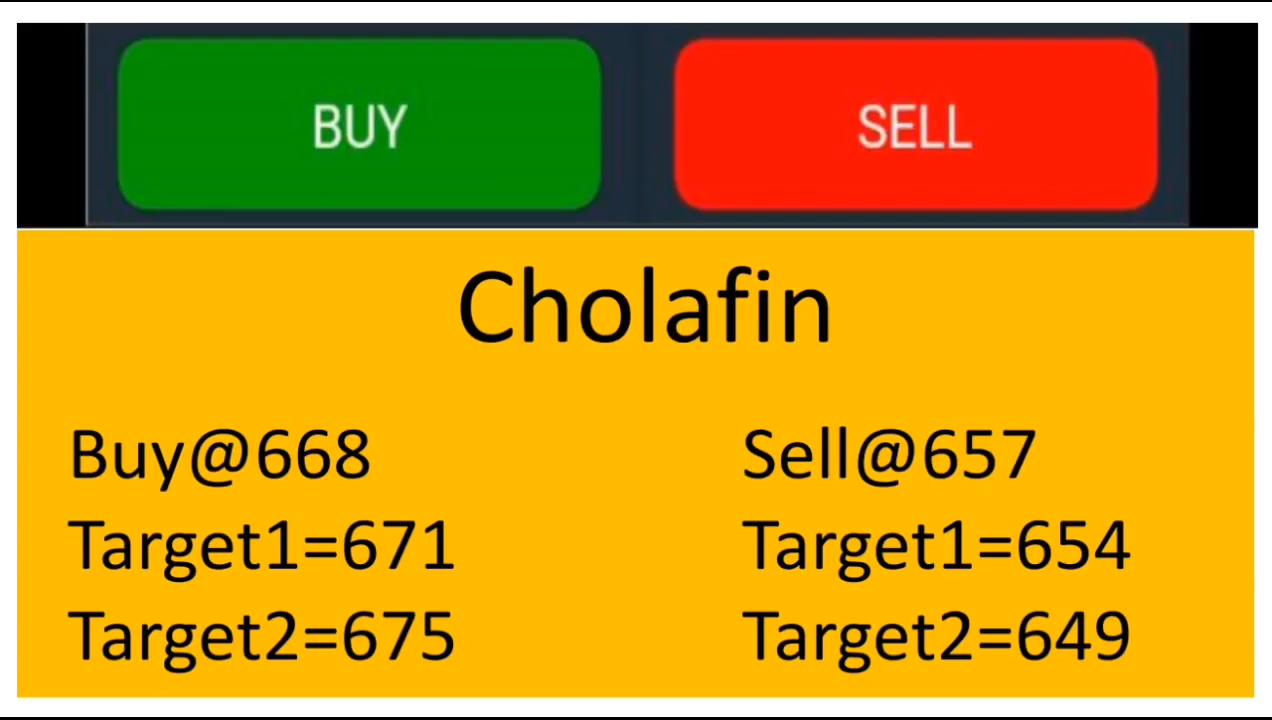 BUY
SELL
Cholafin
Buy@668
Target1=671
Target2=675
Sell@657
Target1=654
Target2=649